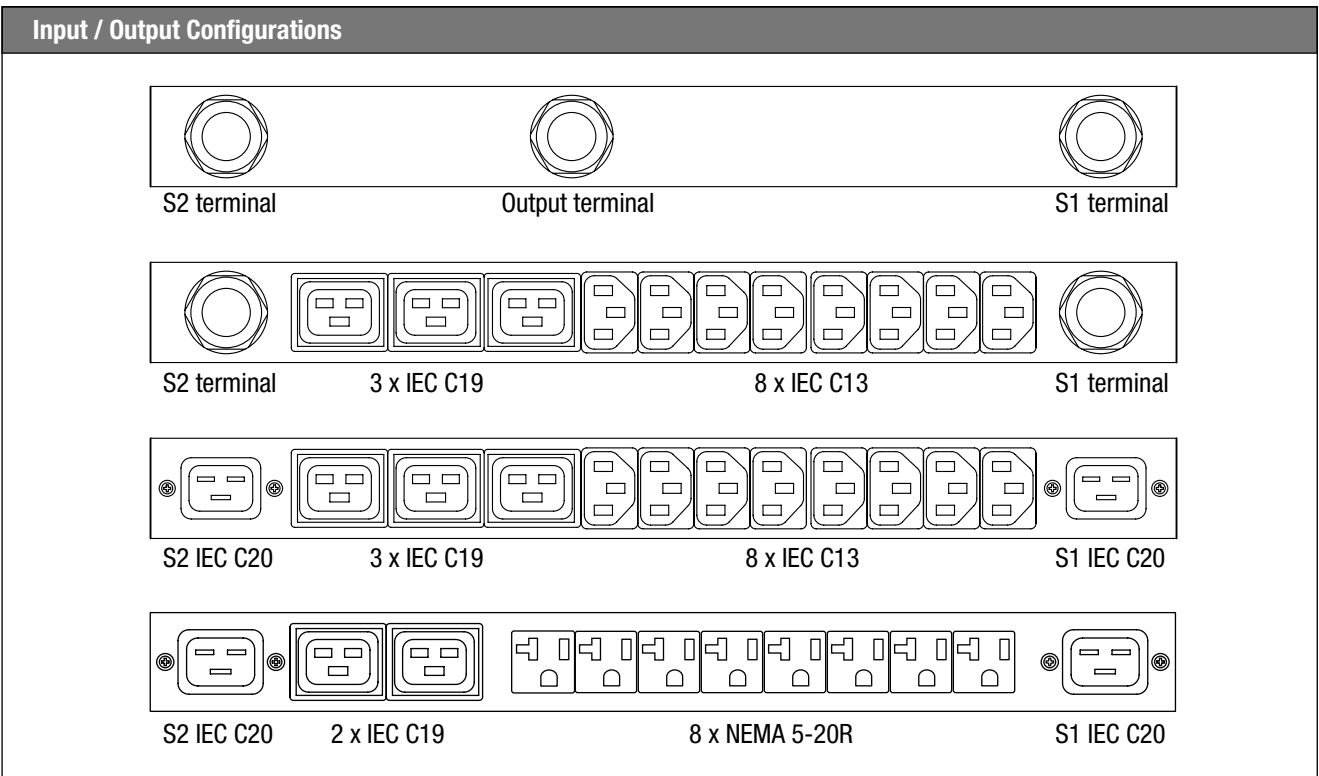 Input / Output Configurations
S2 terminal Output terminal S1 terminal
S2 terminal 3 x IEC C19 8 x IEC C13 S1 terminal
S2 IEC C20 3 x IEC C19 8 x IEC C13 S1 IEC C20
S2 IEC C20 2 x IEC C19 8 x NEMA 5-20R S1 IEC C20